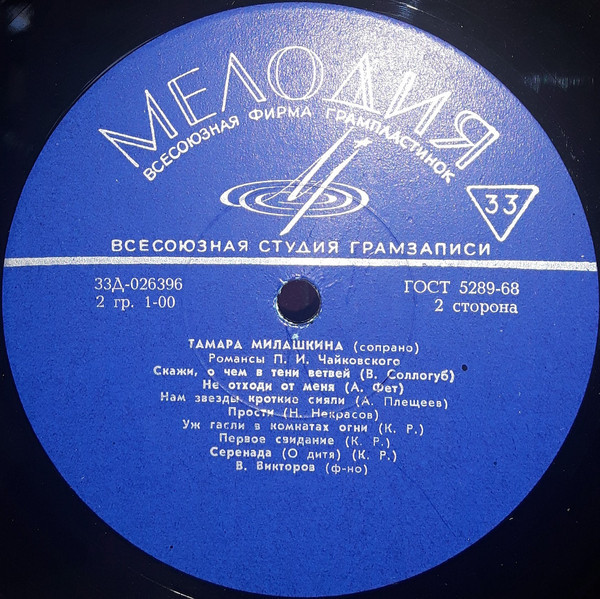 МЕЛОДИЯ
ВСЕСОЮЗНАЯ ФИРМА ГРАМПЛАСТИНОК
33
ВСЕСОЮЗНАЯ СТУДИЯ ГРАМЗАПИСИ
33Д-026396
2 гр. 1-00
ГОСТ 5289-68
2 сторона
ТАМАРА МИЛАШКИНА (сопрано)
Романсы П. И. Чайковского
Скажи, о чем в тени ветвей (В. Соллогуб)
Не отходи от меня (А. Фет)
Нам звезды кроткие сияли (А. Плещеев)
Прости (Н. Некрасов)
Уж гасли в комнатах огни (К. Р.)
Первое свидание (К. Р.)
Серенада (О дитя) (К. Р.)
В. Викторов (ф-но)